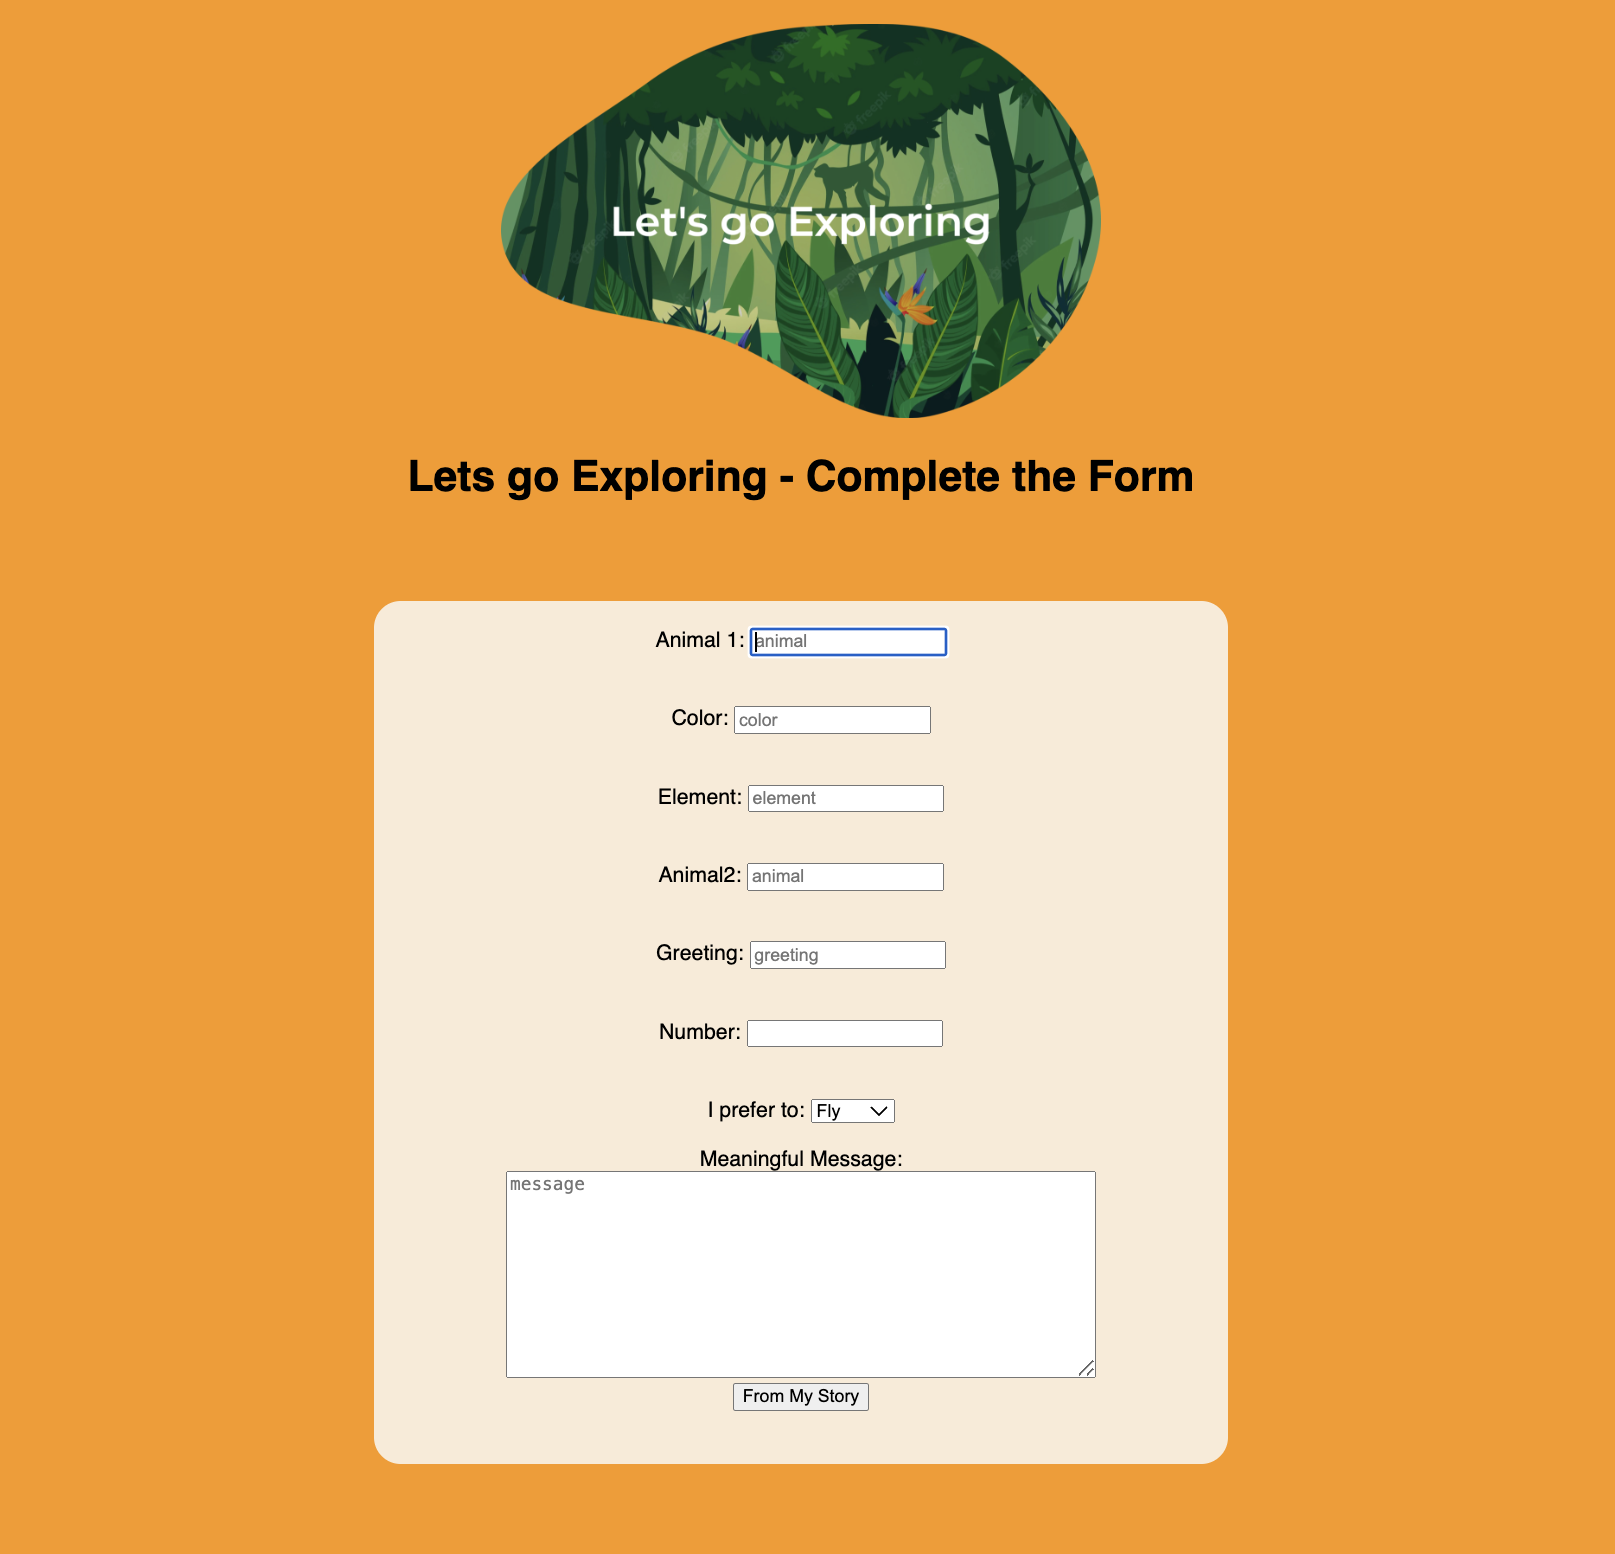 Let's go Exploring
Lets go Exploring - Complete the Form
Animal 1: animal
Color: color
Element: element
Animal2: animal
Greeting: greeting
Number:
I prefer to: Fly
Meaningful Message:
message
From My Story